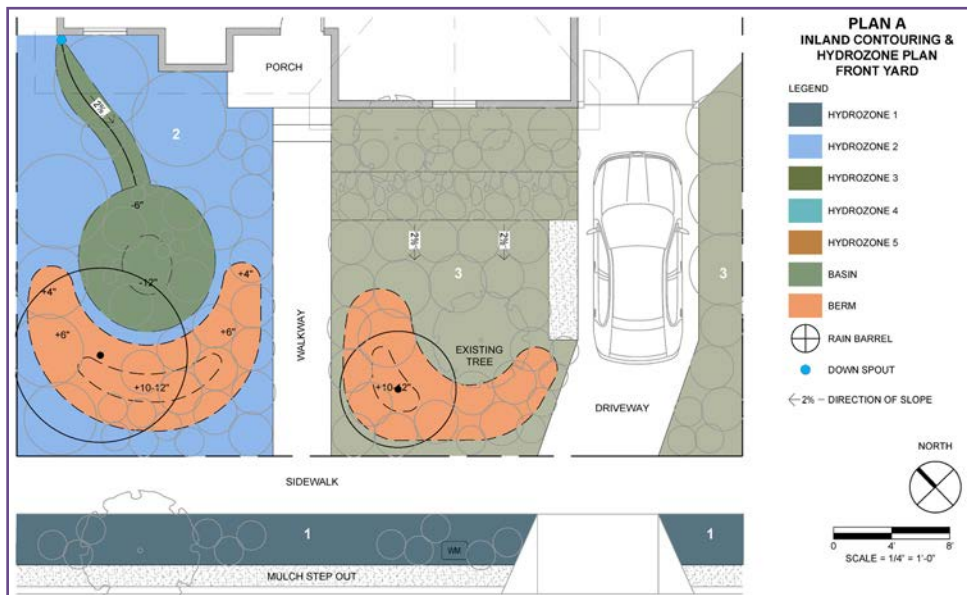 PLAN A
INLAND CONTOURING &
HYDROZONE PLAN
FRONT YARD
LEGEND
HYDROZONE 1
HYDROZONE 2
HYDROZONE 3
HYDROZONE 4
HYDROZONE 5
BASIN
BERM
RAIN BARREL
DOWN SPOUT
2% - DIRECTION OF SLOPE
NORTH
0 4' 8'
SCALE = 1/4" = 1'-0"
PORCH
2%
2
-6"
-12"
+4"
+4"
+6"
+6"
+10-12"
WALKWAY
2%
2%
3
3
EXISTING
TREE
+10-12"
DRIVEWAY
SIDEWALK
1
1
WM
MULCH STEP OUT